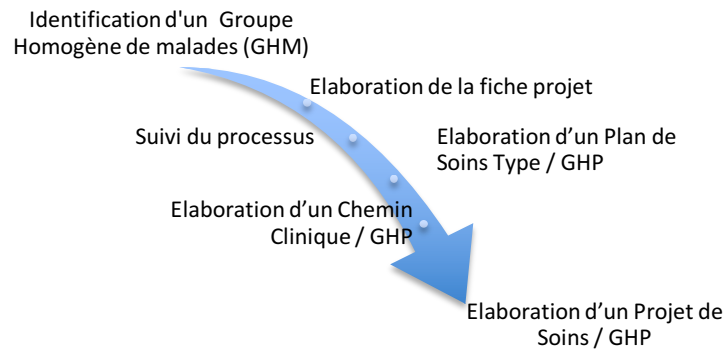 Identification d'un Groupe
Homogène de malades (GHM)
Elaboration de la fiche projet
Suivi du processus
Elaboration d’un Plan de
Soins Type / GHP
Elaboration d’un Chemin
Clinique / GHP
Elaboration d’un Projet de
Soins / GHP